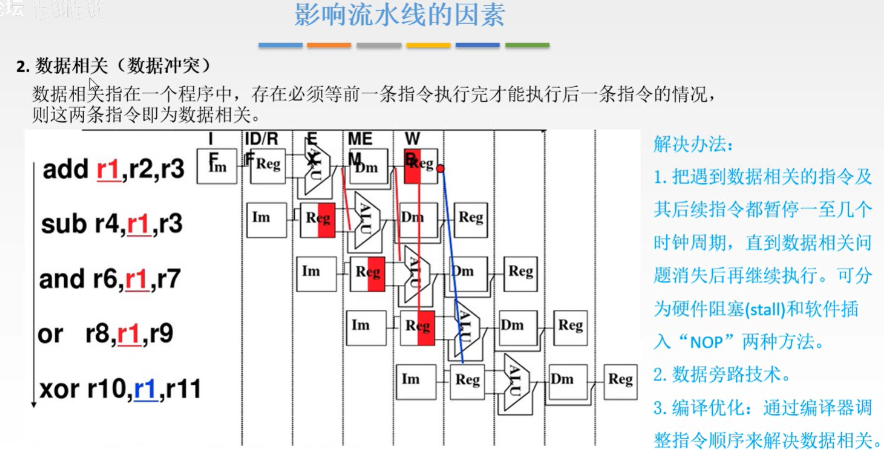 影响流水线的因素
2. 数据相关（数据冲突）
数据相关指在一个程序中，存在必须等前一条指令执行完才能执行后一条指令的情况，
则这两条指令即为数据相关。
IF ID/RF EX MEM WB
add r1,r2,r3 Im Reg ALU Dm Reg
sub r4,r1,r3 Im Reg ALU Dm Reg
and r6,r1,r7 Im Reg ALU Dm Reg
or r8,r1,r9 Im Reg ALU Dm Reg
xor r10,r1,r11 Im Reg ALU Dm Reg
解决办法：
1. 把遇到数据相关的指令及
其后续指令都暂停一至几个
时钟周期，直到数据相关问
题消失后再继续执行。可分
为硬件阻塞(stall)和软件插
入“NOP”两种方法。
2. 数据旁路技术。
3. 编译优化：通过编译器调
整指令顺序来解决数据相关。